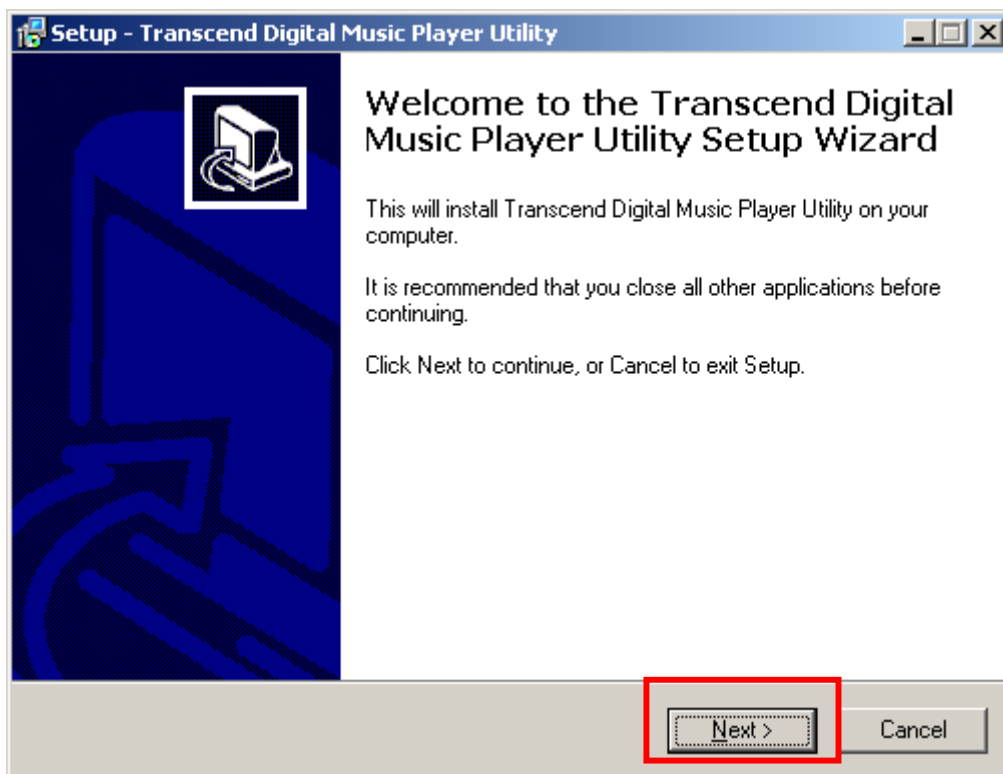 Setup - Transcend Digital Music Player Utility
Welcome to the Transcend Digital
Music Player Utility Setup Wizard
This will install Transcend Digital Music Player Utility on your
computer.
It is recommended that you close all other applications before
continuing.
Click Next to continue, or Cancel to exit Setup.
Next >
Cancel